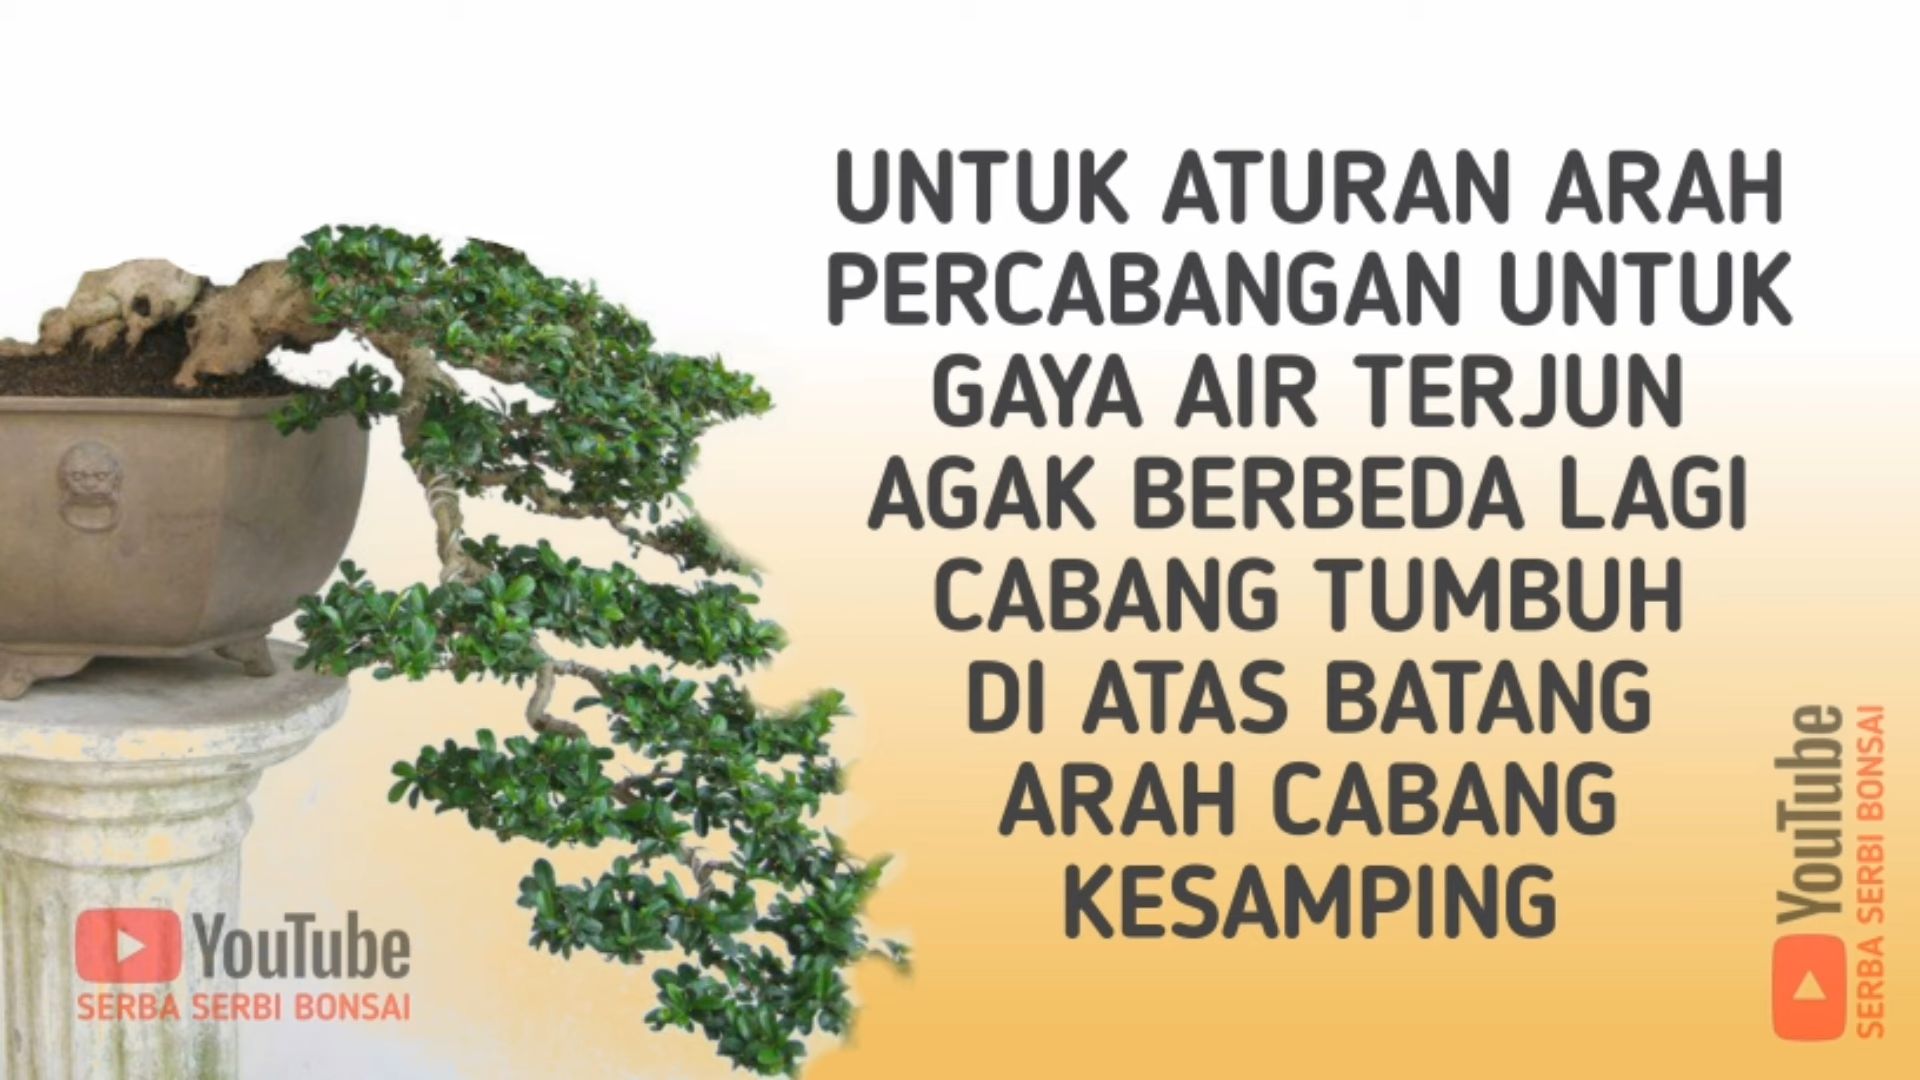 UNTUK ATURAN ARAH
PERCABANGAN UNTUK
GAYA AIR TERJUN
AGAK BERBEDA LAGI
CABANG TUMBUH
DI ATAS BATANG
ARAH CABANG
KESAMPING
YouTube
SERBA SERBI BONSAI
YouTube
SERBA SERBI BONSAI